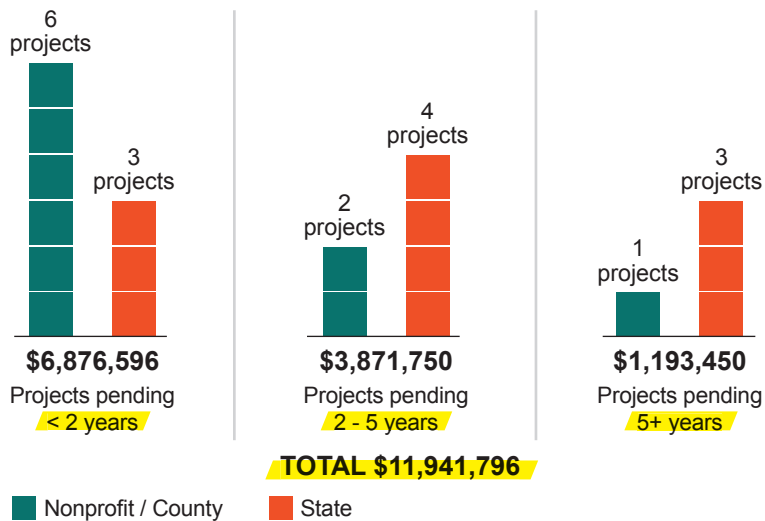 6
projects
3
projects
$6,876,596
Projects pending
< 2 years
2
projects
4
projects
$3,871,750
Projects pending
2 - 5 years
1
projects
3
projects
$1,193,450
Projects pending
5+ years
TOTAL $11,941,796
Nonprofit / County
State